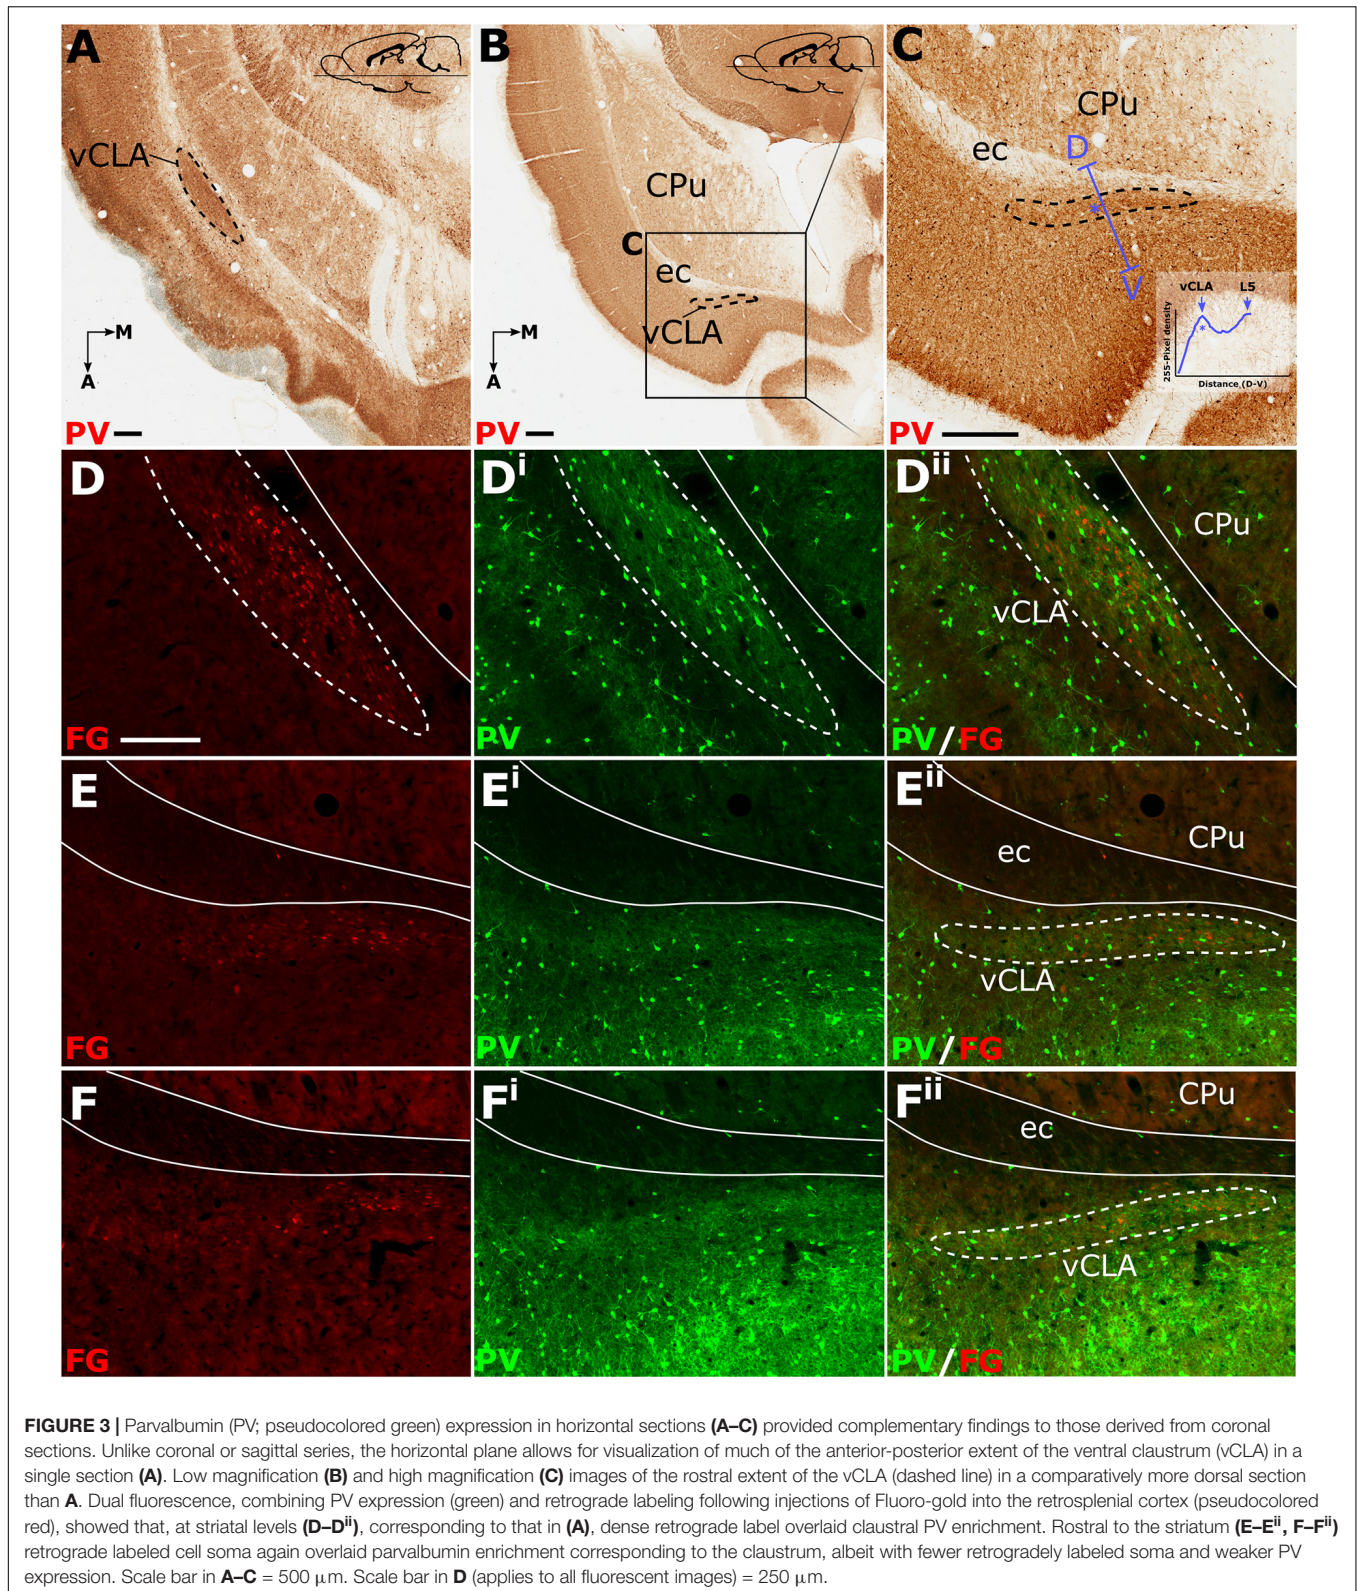 A
vCLA
M
A
PV
B
CPu
C
ec
vCLA
M
A
PV
C
CPu
ec
D
*
V
vCLA L5
*
255-Pixel density
Distance (D-V)
PV
D
FG
Dⁱ
PV
Dⁱⁱ
CPu
vCLA
PV/FG
E
FG
Eⁱ
PV
Eⁱⁱ
CPu
ec
vCLA
PV/FG
F
FG
Fⁱ
PV
Fⁱⁱ
CPu
ec
vCLA
PV/FG
FIGURE 3 | Parvalbumin (PV; pseudocolored green) expression in horizontal sections (A–C) provided complementary findings to those derived from coronal
sections. Unlike coronal or sagittal series, the horizontal plane allows for visualization of much of the anterior-posterior extent of the ventral claustrum (vCLA) in a
single section (A). Low magnification (B) and high magnification (C) images of the rostral extent of the vCLA (dashed line) in a comparatively more dorsal section
than A. Dual fluorescence, combining PV expression (green) and retrograde labeling following injections of Fluoro-gold into the retrosplenial cortex (pseudocolored
red), showed that, at striatal levels (D–Dⁱⁱ), corresponding to that in (A), dense retrograde label overlaid claustral PV enrichment. Rostral to the striatum (E–Eⁱⁱ, F–Fⁱⁱ)
retrograde labeled cell soma again overlaid parvalbumin enrichment corresponding to the claustrum, albeit with fewer retrogradely labeled soma and weaker PV
expression. Scale bar in A–C = 500 μm. Scale bar in D (applies to all fluorescent images) = 250 μm.